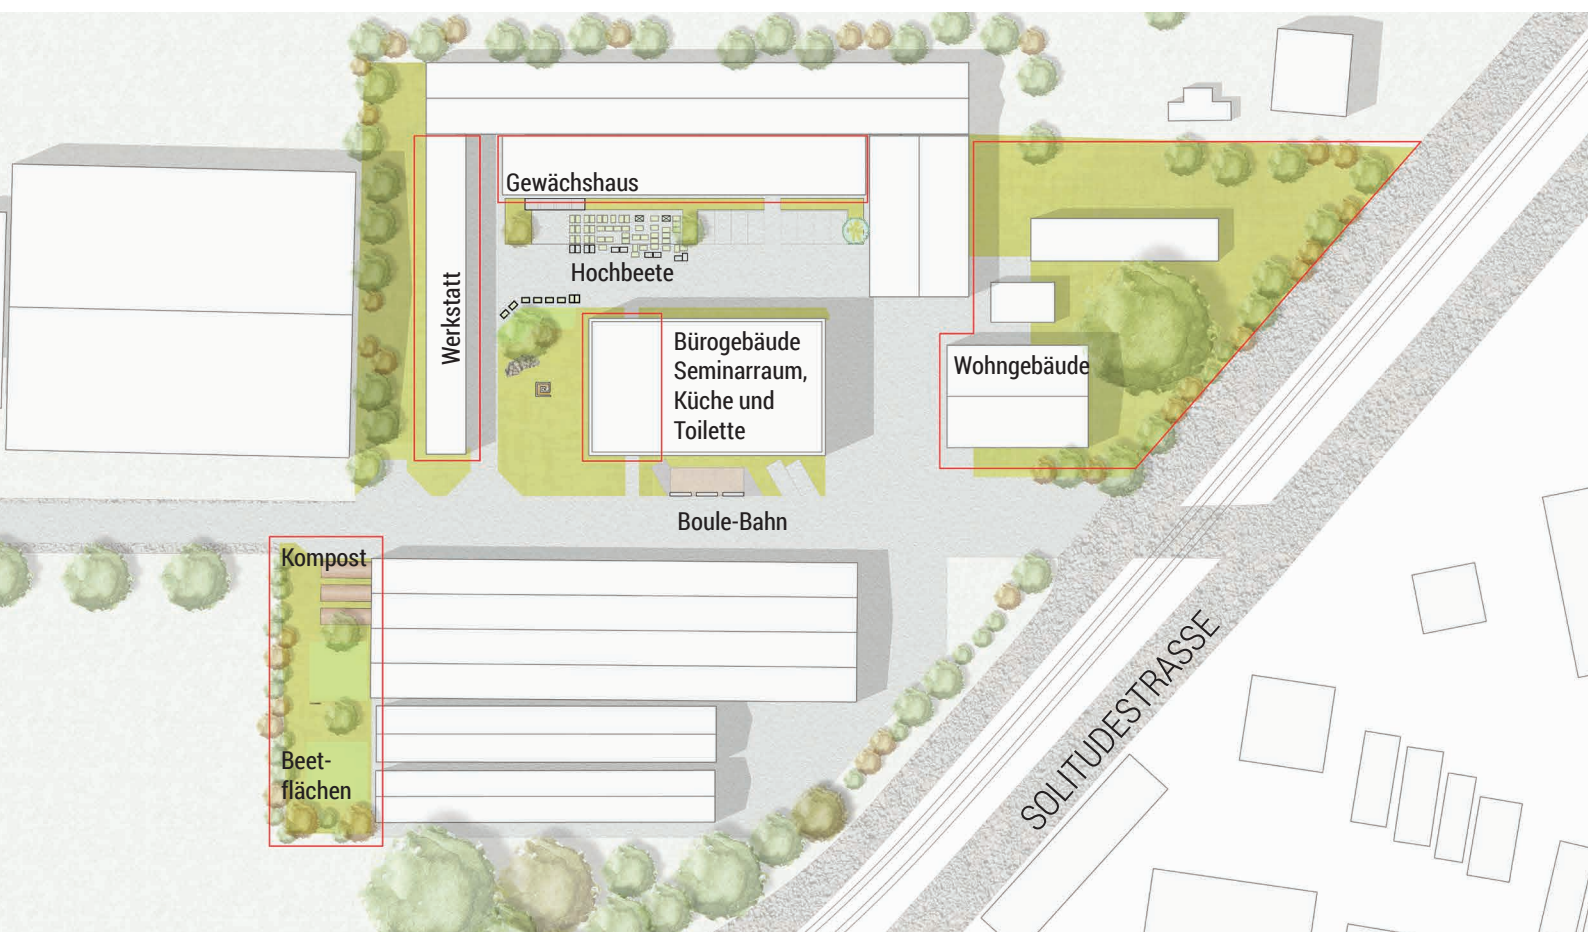 Gewächshaus
Hochbeete
Werkstatt
Bürogebäude
Seminarraum,
Küche und
Toilette
Wohngebäude
Boule-Bahn
Kompost
Beet-
flächen
SOLITUDESTRASSE